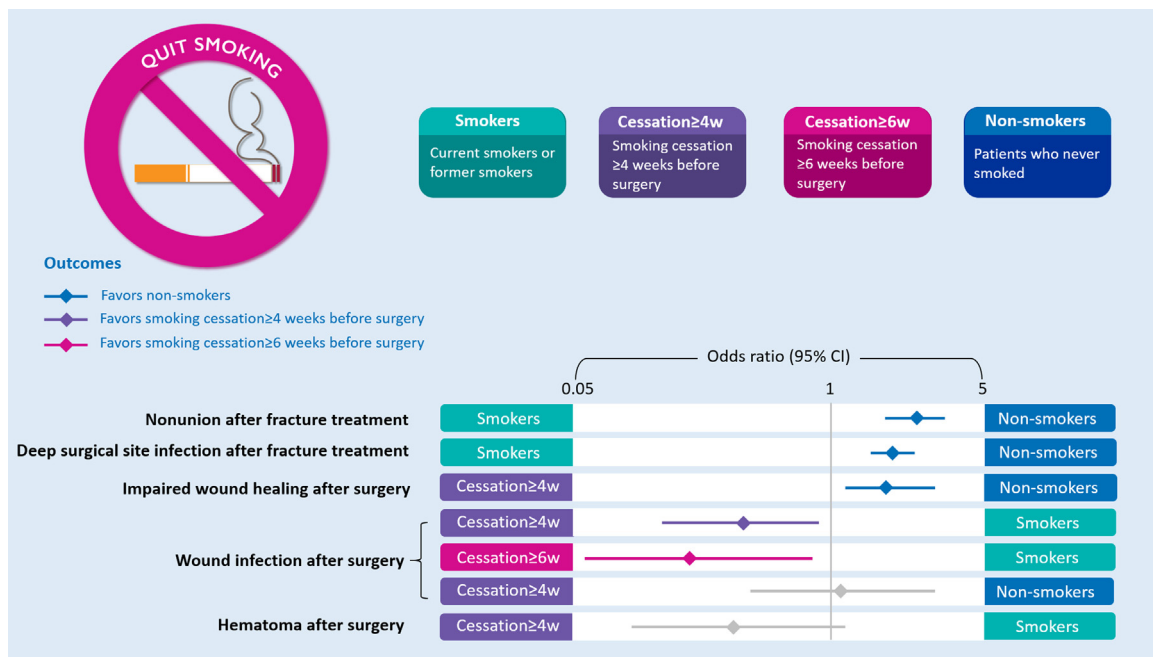 QUIT SMOKING
Smokers
Current smokers or
former smokers
Cessation≥4w
Smoking cessation
≥4 weeks before
surgery
Cessation≥6w
Smoking cessation
≥6 weeks before
surgery
Non-smokers
Patients who never
smoked
Outcomes
Favors non-smokers
Favors smoking cessation≥4 weeks before surgery
Favors smoking cessation≥6 weeks before surgery
Odds ratio (95% CI)
0.05 1 5
Nonunion after fracture treatment Smokers Non-smokers
Deep surgical site infection after fracture treatment Smokers Non-smokers
Impaired wound healing after surgery Cessation≥4w Non-smokers
Cessation≥4w Smokers
Wound infection after surgery Cessation≥6w Smokers
Cessation≥4w Non-smokers
Hematoma after surgery Cessation≥4w Smokers